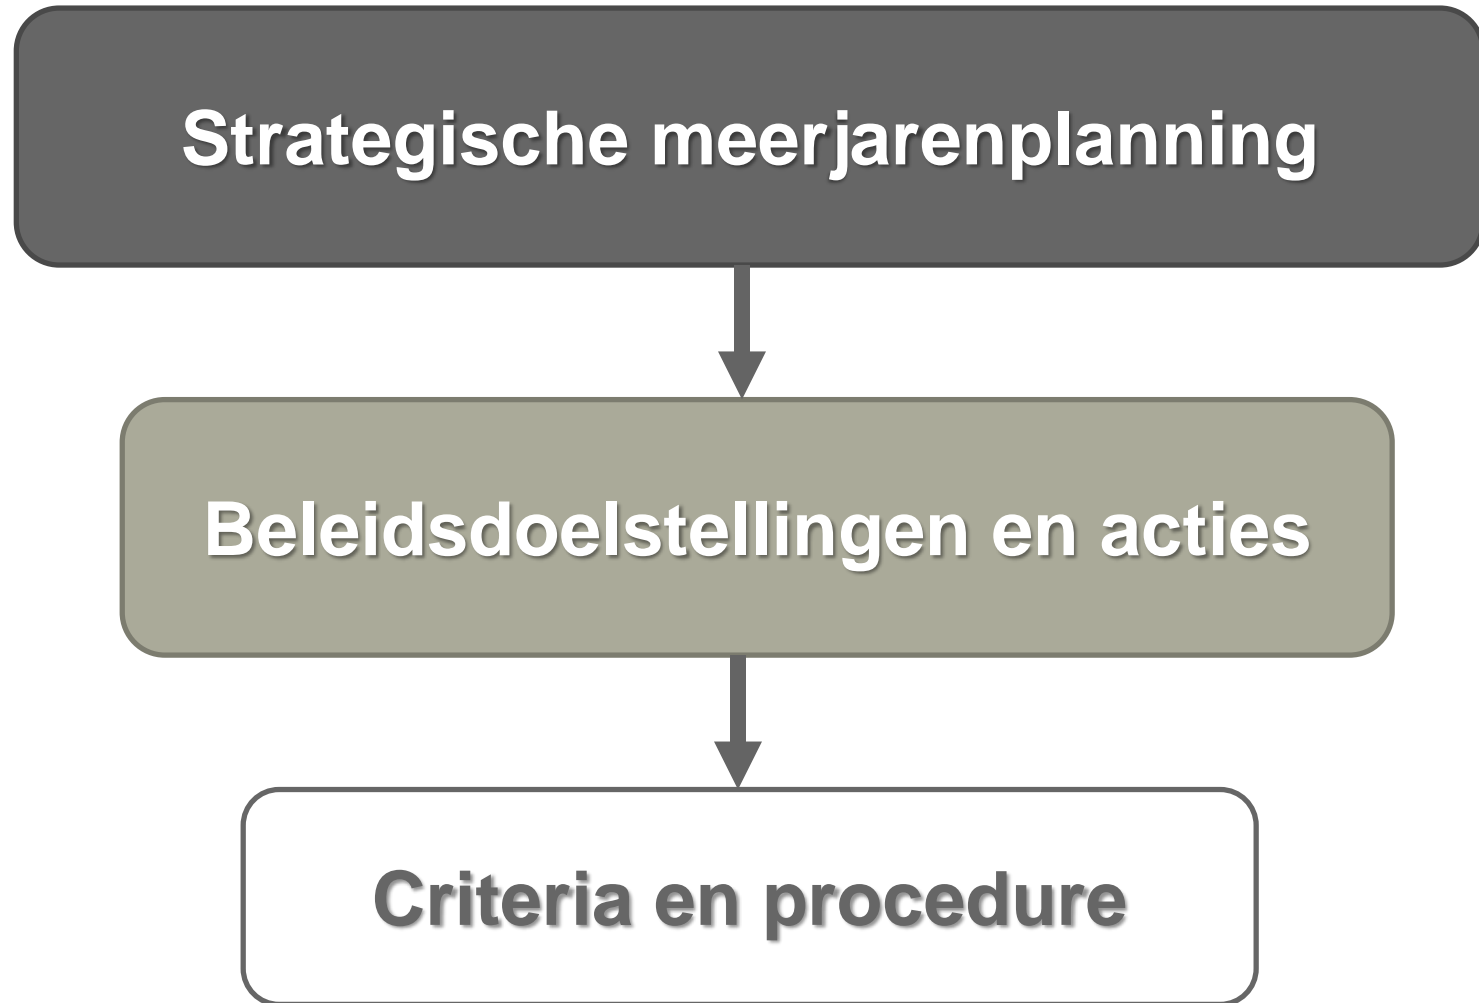 Strategische meerjarenplanning
Beleidsdoelstellingen en acties
Criteria en procedure